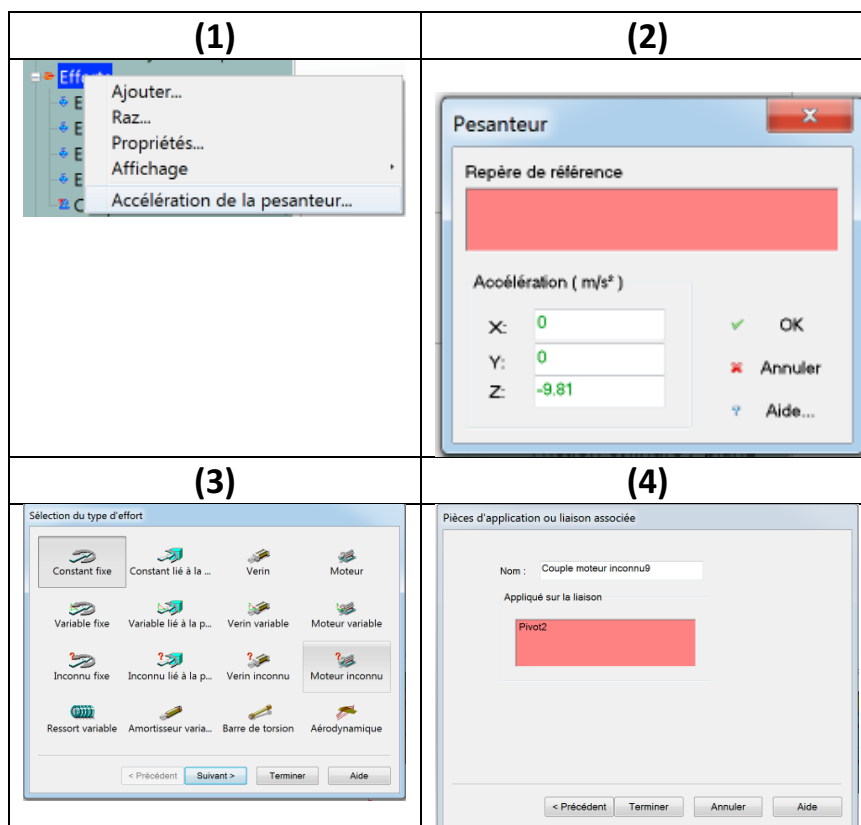 (1)
(2)
Efforts
E
E
E
E
C
Ajouter...
Raz...
Propriétés...
Affichage
Accélération de la pesanteur...
Pesanteur
Repère de référence
Accélération ( m/s² )
X: 0
Y: 0
Z: -9.81
OK
Annuler
Aide...
(3)
(4)
Sélection du type d'effort
Constant fixe Constant lié à la ... Verin Moteur
Variable fixe Variable lié à la p... Verin variable Moteur variable
Inconnu fixe Inconnu lié à la p... Verin inconnu Moteur inconnu
Ressort variable Amortisseur varia... Barre de torsion Aérodynamique
< Précédent Suivant > Terminer Aide
Pièces d'application ou liaison associée
Nom : Couple moteur inconnu9
Appliqué sur la liaison
Pivot2
< Précédent Terminer Annuler Aide